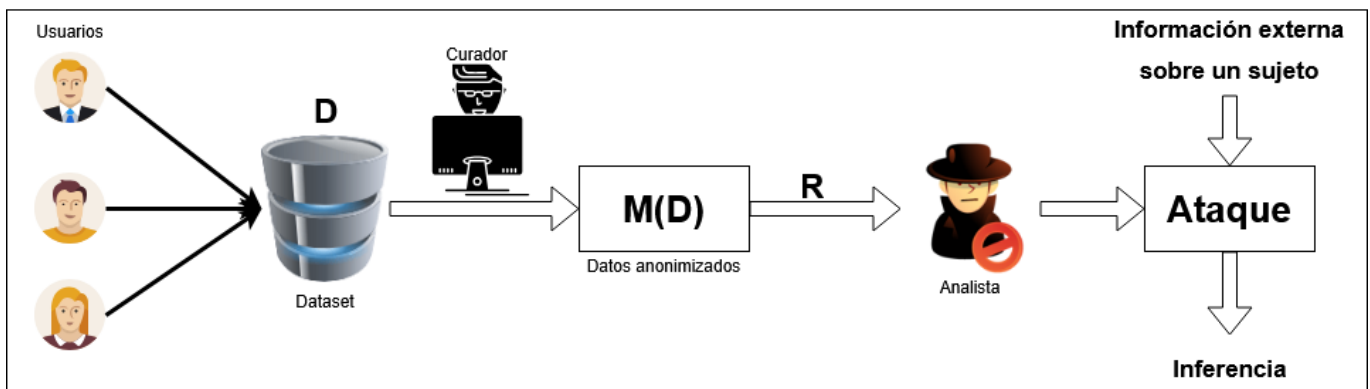 Usuarios
D
Dataset
Curador
M(D)
Datos anonimizados
R
Analista
Información externa
sobre un sujeto
Ataque
Inferencia